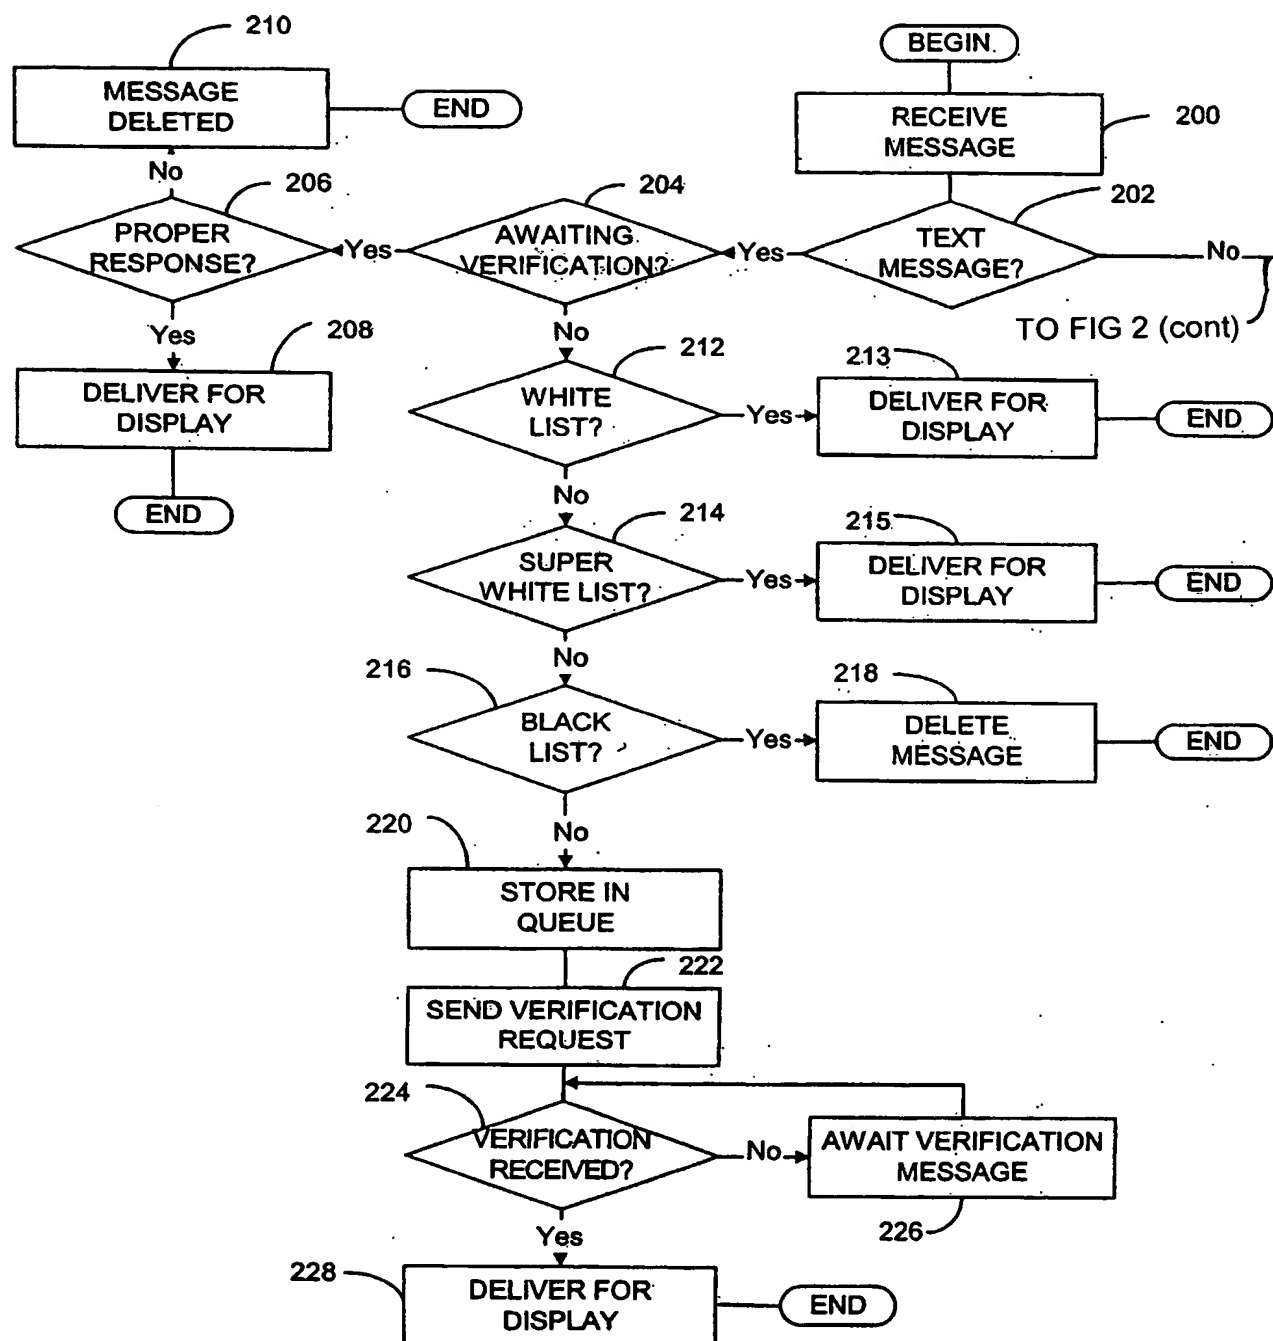 210
BEGIN
MESSAGE
DELETED
END
RECEIVE
MESSAGE
200
No
206
204
202
PROPER
RESPONSE?
Yes
AWAITING
VERIFICATION?
Yes
TEXT
MESSAGE?
No
TO FIG 2 (cont)
Yes
208
No
212
213
DELIVER FOR
DISPLAY
WHITE
LIST?
Yes
DELIVER FOR
DISPLAY
END
END
No
214
215
SUPER
WHITE LIST?
Yes
DELIVER FOR
DISPLAY
END
No
216
218
BLACK
LIST?
Yes
DELETE
MESSAGE
END
No
220
STORE IN
QUEUE
222
SEND VERIFICATION
REQUEST
224
VERIFICATION
RECEIVED?
No
AWAIT VERIFICATION
MESSAGE
226
Yes
228
DELIVER FOR
DISPLAY
END